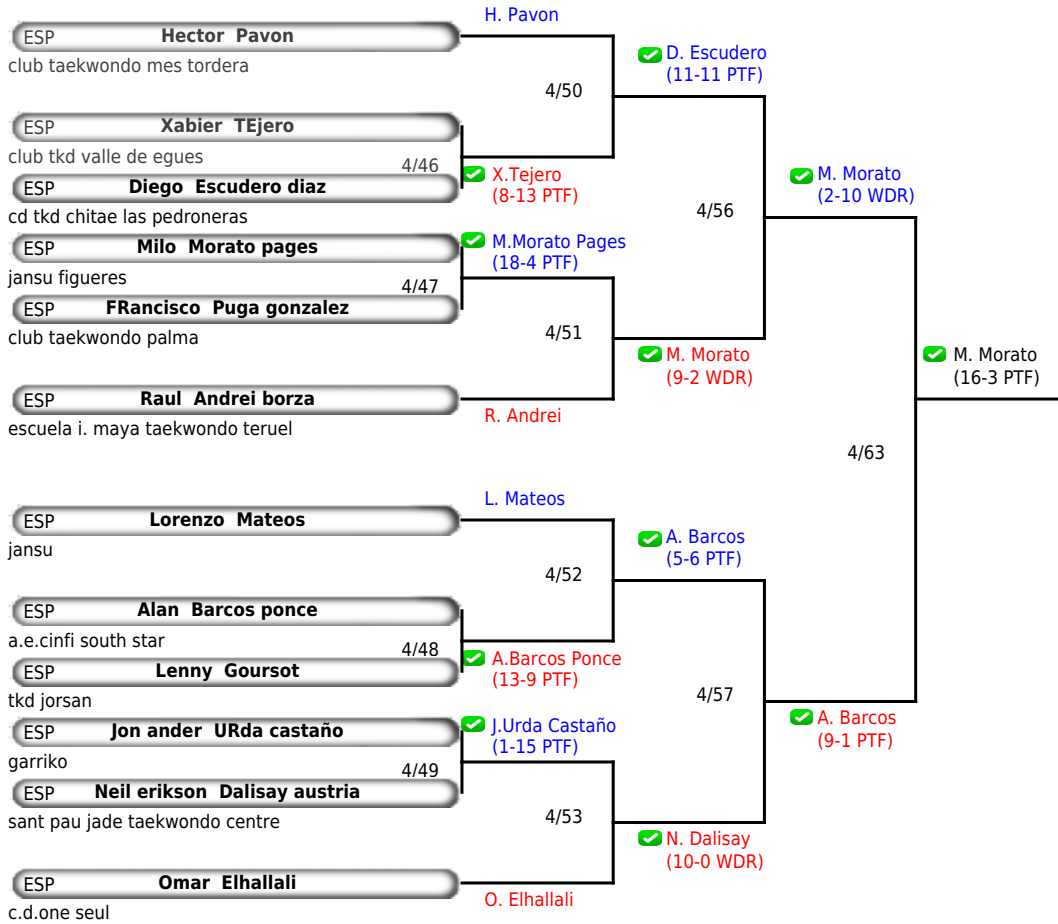 H. Pavon
ESP Hector Pavon
club taekwondo mes tordera
D. Escudero
(11-11 PTF)
4/50
ESP Xabier TEjero
club tkd valle de egues
4/46
X.Tejero
(8-13 PTF)
ESP Diego Escudero diaz
cd tkd chitae las pedroneras
M. Morato
(2-10 WDR)
4/56
ESP Milo Morato pages
jansu figueres
M.Morato Pages
(18-4 PTF)
4/47
ESP FRancisco Puga gonzalez
club taekwondo palma
4/51
M. Morato
(9-2 WDR)
M. Morato
(16-3 PTF)
ESP Raul Andrei borza
escuela i. maya taekwondo teruel
R. Andrei
4/63
L. Mateos
ESP Lorenzo Mateos
jansu
A. Barcos
(5-6 PTF)
4/52
ESP Alan Barcos ponce
a.e.cinfi south star
4/48
A.Barcos Ponce
(13-9 PTF)
ESP Lenny Goursot
tkd jorsan
4/57
A. Barcos
(9-1 PTF)
ESP Jon ander URda castaño
garriko
J.Urda Castaño
(1-15 PTF)
4/49
ESP Neil erikson Dalisay austria
sant pau jade taekwondo centre
4/53
N. Dalisay
(10-0 WDR)
ESP Omar Elhallali
c.d.one seul
O. Elhallali